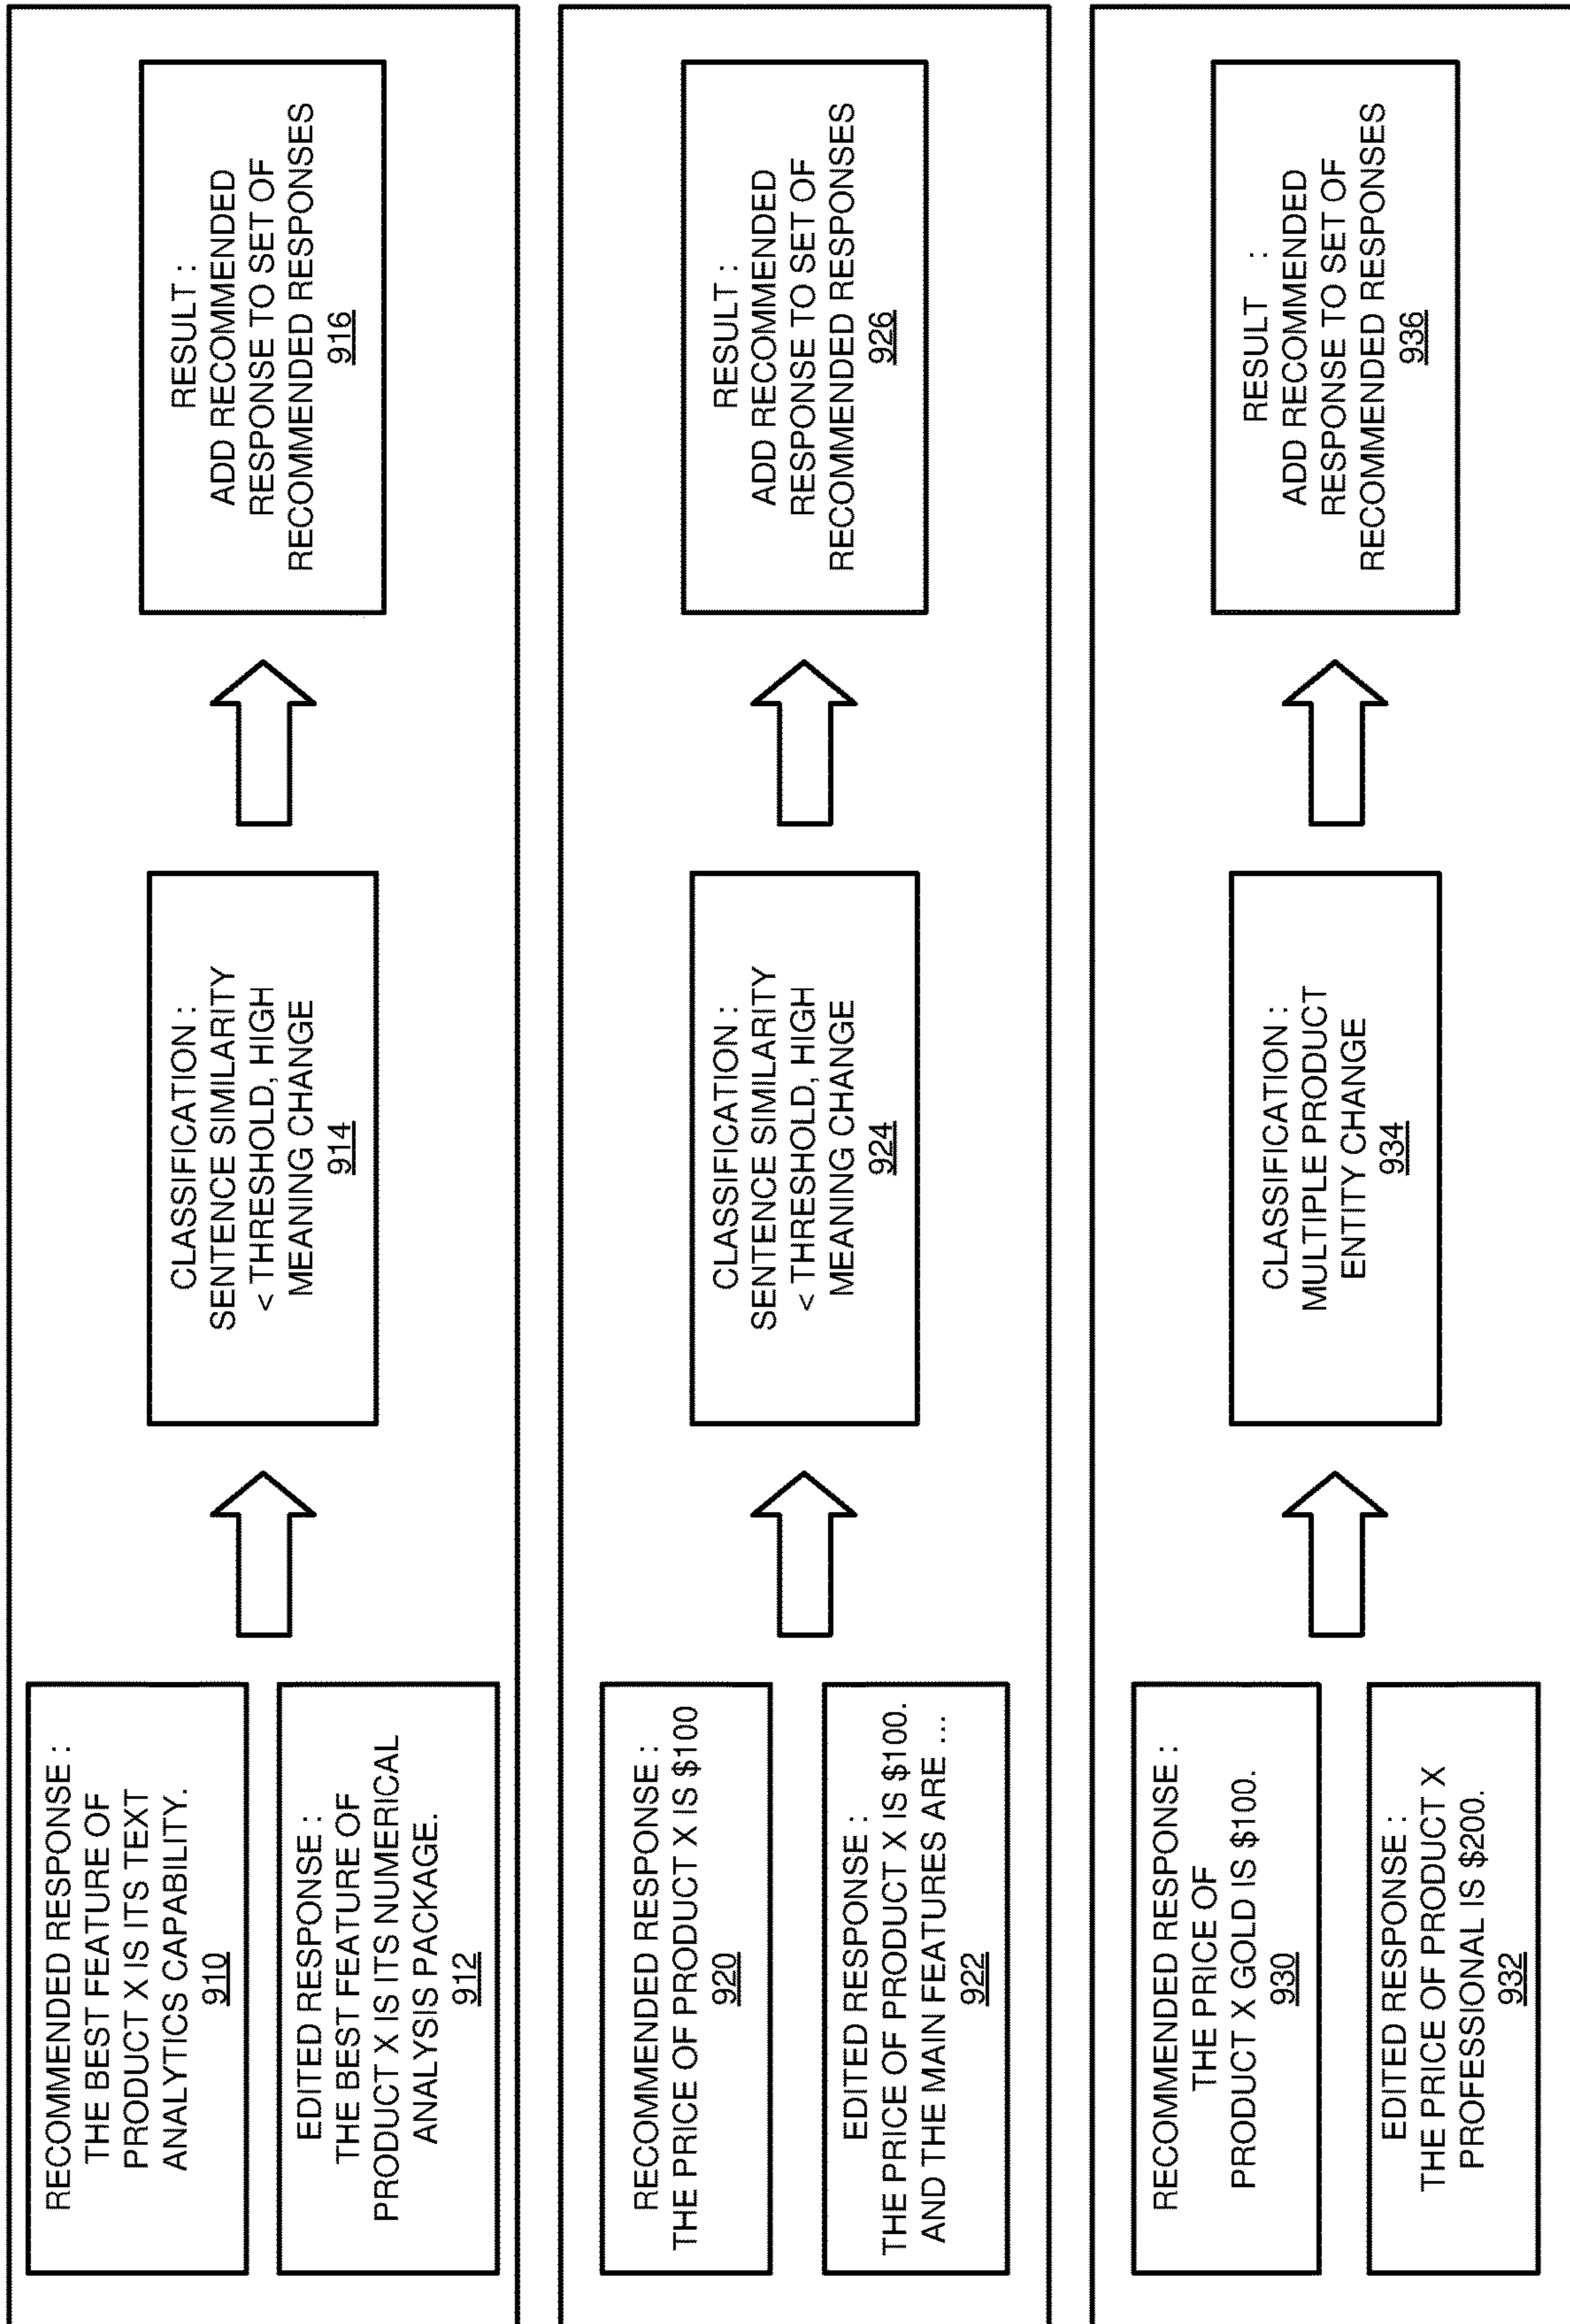 RECOMMENDED RESPONSE :
THE BEST FEATURE OF
PRODUCT X IS ITS TEXT
ANALYTICS CAPABILITY.
910
EDITED RESPONSE :
THE BEST FEATURE OF
PRODUCT X IS ITS NUMERICAL
ANALYSIS PACKAGE.
912
CLASSIFICATION :
SENTENCE SIMILARITY
< THRESHOLD, HIGH
MEANING CHANGE
914
RESULT :
ADD RECOMMENDED
RESPONSE TO SET OF
RECOMMENDED RESPONSES
916
RECOMMENDED RESPONSE :
THE PRICE OF PRODUCT X IS $100
920
EDITED RESPONSE :
THE PRICE OF PRODUCT X IS $100.
AND THE MAIN FEATURES ARE ...
922
CLASSIFICATION :
SENTENCE SIMILARITY
< THRESHOLD, HIGH
MEANING CHANGE
924
RESULT :
ADD RECOMMENDED
RESPONSE TO SET OF
RECOMMENDED RESPONSES
926
RECOMMENDED RESPONSE :
THE PRICE OF
PRODUCT X GOLD IS $100.
930
EDITED RESPONSE :
THE PRICE OF PRODUCT X
PROFESSIONAL IS $200.
932
CLASSIFICATION :
MULTIPLE PRODUCT
ENTITY CHANGE
934
RESULT :
ADD RECOMMENDED
RESPONSE TO SET OF
RECOMMENDED RESPONSES
936